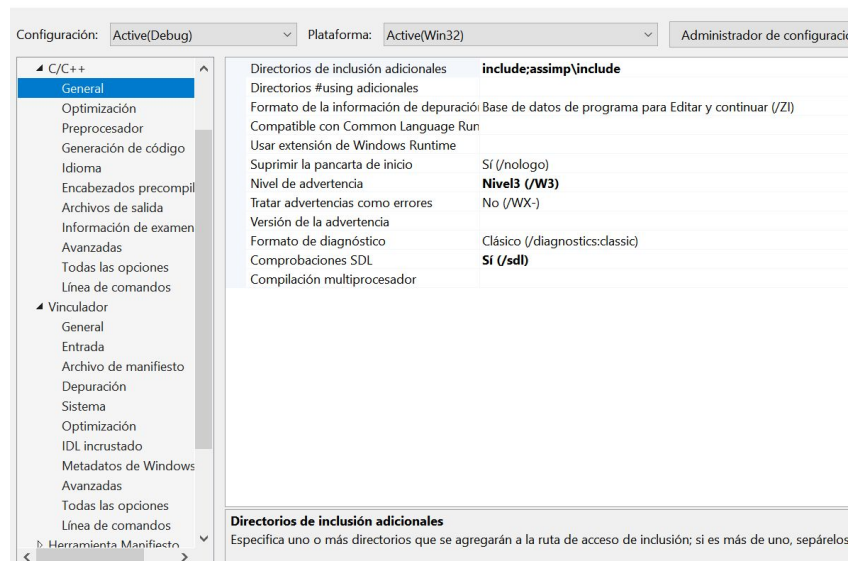 Configuración: Active(Debug) Plataforma: Active(Win32) Administrador de configuració
C/C++
General
Optimización
Preprocesador
Generación de código
Idioma
Encabezados precompil
Archivos de salida
Información de examen
Avanzadas
Todas las opciones
Línea de comandos
Vinculador
General
Entrada
Archivo de manifiesto
Depuración
Sistema
Optimización
IDL incrustado
Metadatos de Windows
Avanzadas
Todas las opciones
Línea de comandos
Herramienta Manifiesto
Directorios de inclusión adicionales include;assimp\include
Directorios #using adicionales
Formato de la información de depuració Base de datos de programa para Editar y continuar (/ZI)
Compatible con Common Language Run
Usar extensión de Windows Runtime
Suprimir la pancarta de inicio Sí (/nologo)
Nivel de advertencia Nivel3 (/W3)
Tratar advertencias como errores No (/WX-)
Versión de la advertencia
Formato de diagnóstico Clásico (/diagnostics:classic)
Comprobaciones SDL Sí (/sdl)
Compilación multiprocesador
Directorios de inclusión adicionales
Especifica uno o más directorios que se agregarán a la ruta de acceso de inclusión; si es más de uno, sepárelos